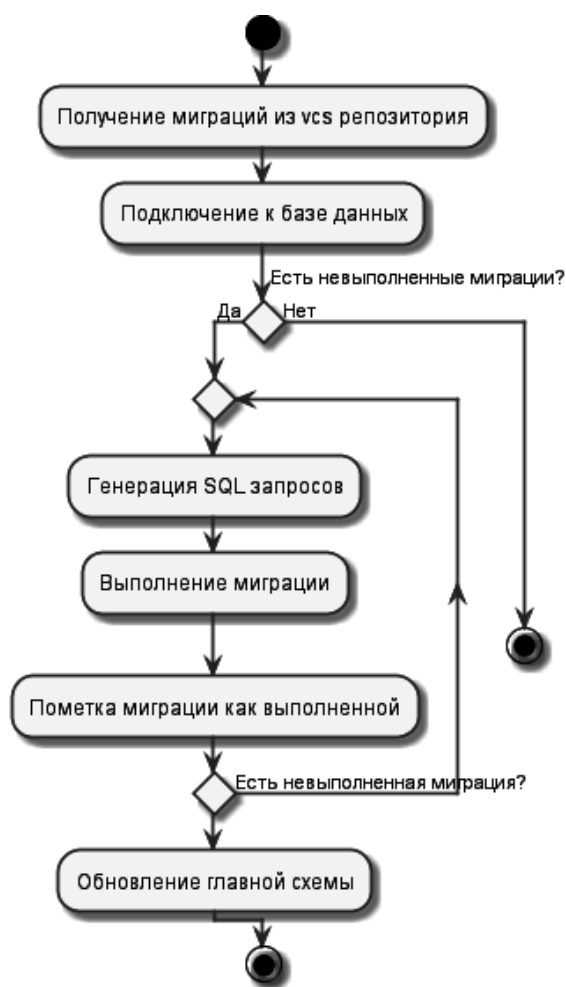 Получение миграций из vcs репозитория
Подключение к базе данных
Есть невыполненные миграции?
Да
Нет
Генерация SQL запросов
Выполнение миграции
Пометка миграции как выполненной
Есть невыполненная миграция?
Обновление главной схемы